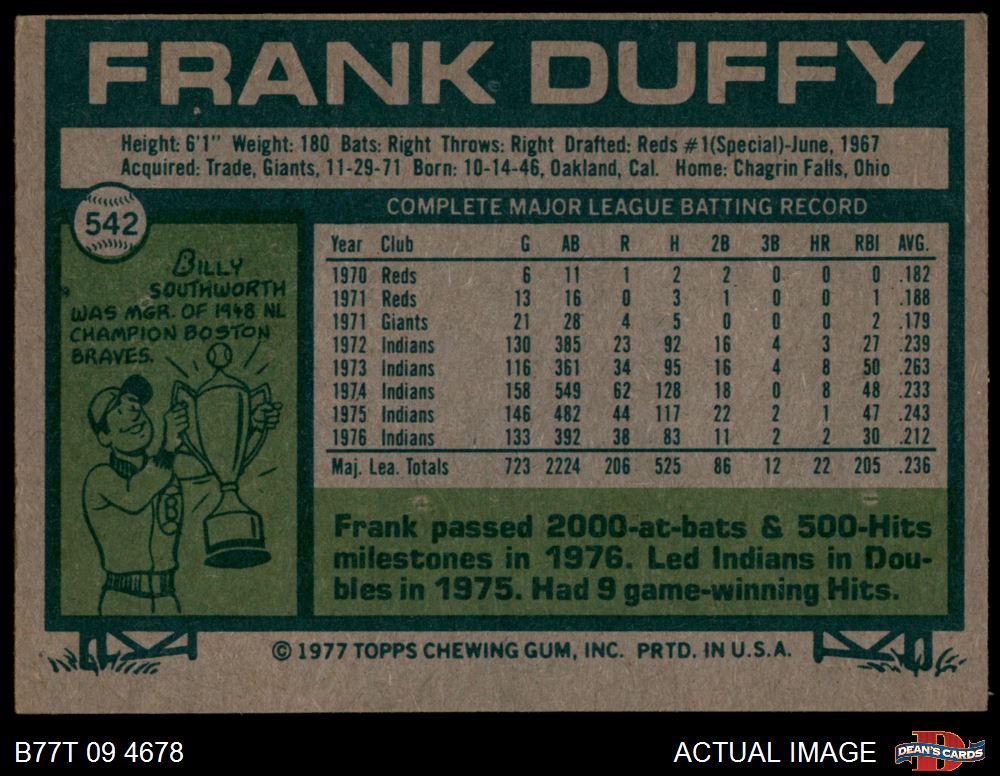 FRANK DUFFY
Height: 6'1" Weight: 180 Bats: Right Throws: Right Drafted: Reds #1(Special)-June, 1967
Acquired: Trade, Giants, 11-29-71 Born: 10-14-46, Oakland, Cal. Home: Chagrin Falls, Ohio
542
BILLY
SOUTHWORTH
WAS MGR. OF 1948 NL
CHAMPION BOSTON
BRAVES.
B
COMPLETE MAJOR LEAGUE BATTING RECORD
Year Club G AB R H 2B 3B HR RBI AVG.
1970 Reds 6 11 1 2 2 0 0 0 .182
1971 Reds 13 16 0 3 1 0 0 1 .188
1971 Giants 21 28 4 5 0 0 0 2 .179
1972 Indians 130 385 23 92 16 4 3 27 .239
1973 Indians 116 361 34 95 16 4 8 50 .263
1974 Indians 158 549 62 128 18 0 8 48 .233
1975 Indians 146 482 44 117 22 2 1 47 .243
1976 Indians 133 392 38 83 11 2 2 30 .212
Maj. Lea. Totals 723 2224 206 525 86 12 22 205 .236
Frank passed 2000-at-bats & 500-Hits
milestones in 1976. Led Indians in Dou-
bles in 1975. Had 9 game-winning Hits.
© 1977 TOPPS CHEWING GUM, INC. PRTD. IN U.S.A.
B77T 09 4678
ACTUAL IMAGE
D
DEAN'S CARDS